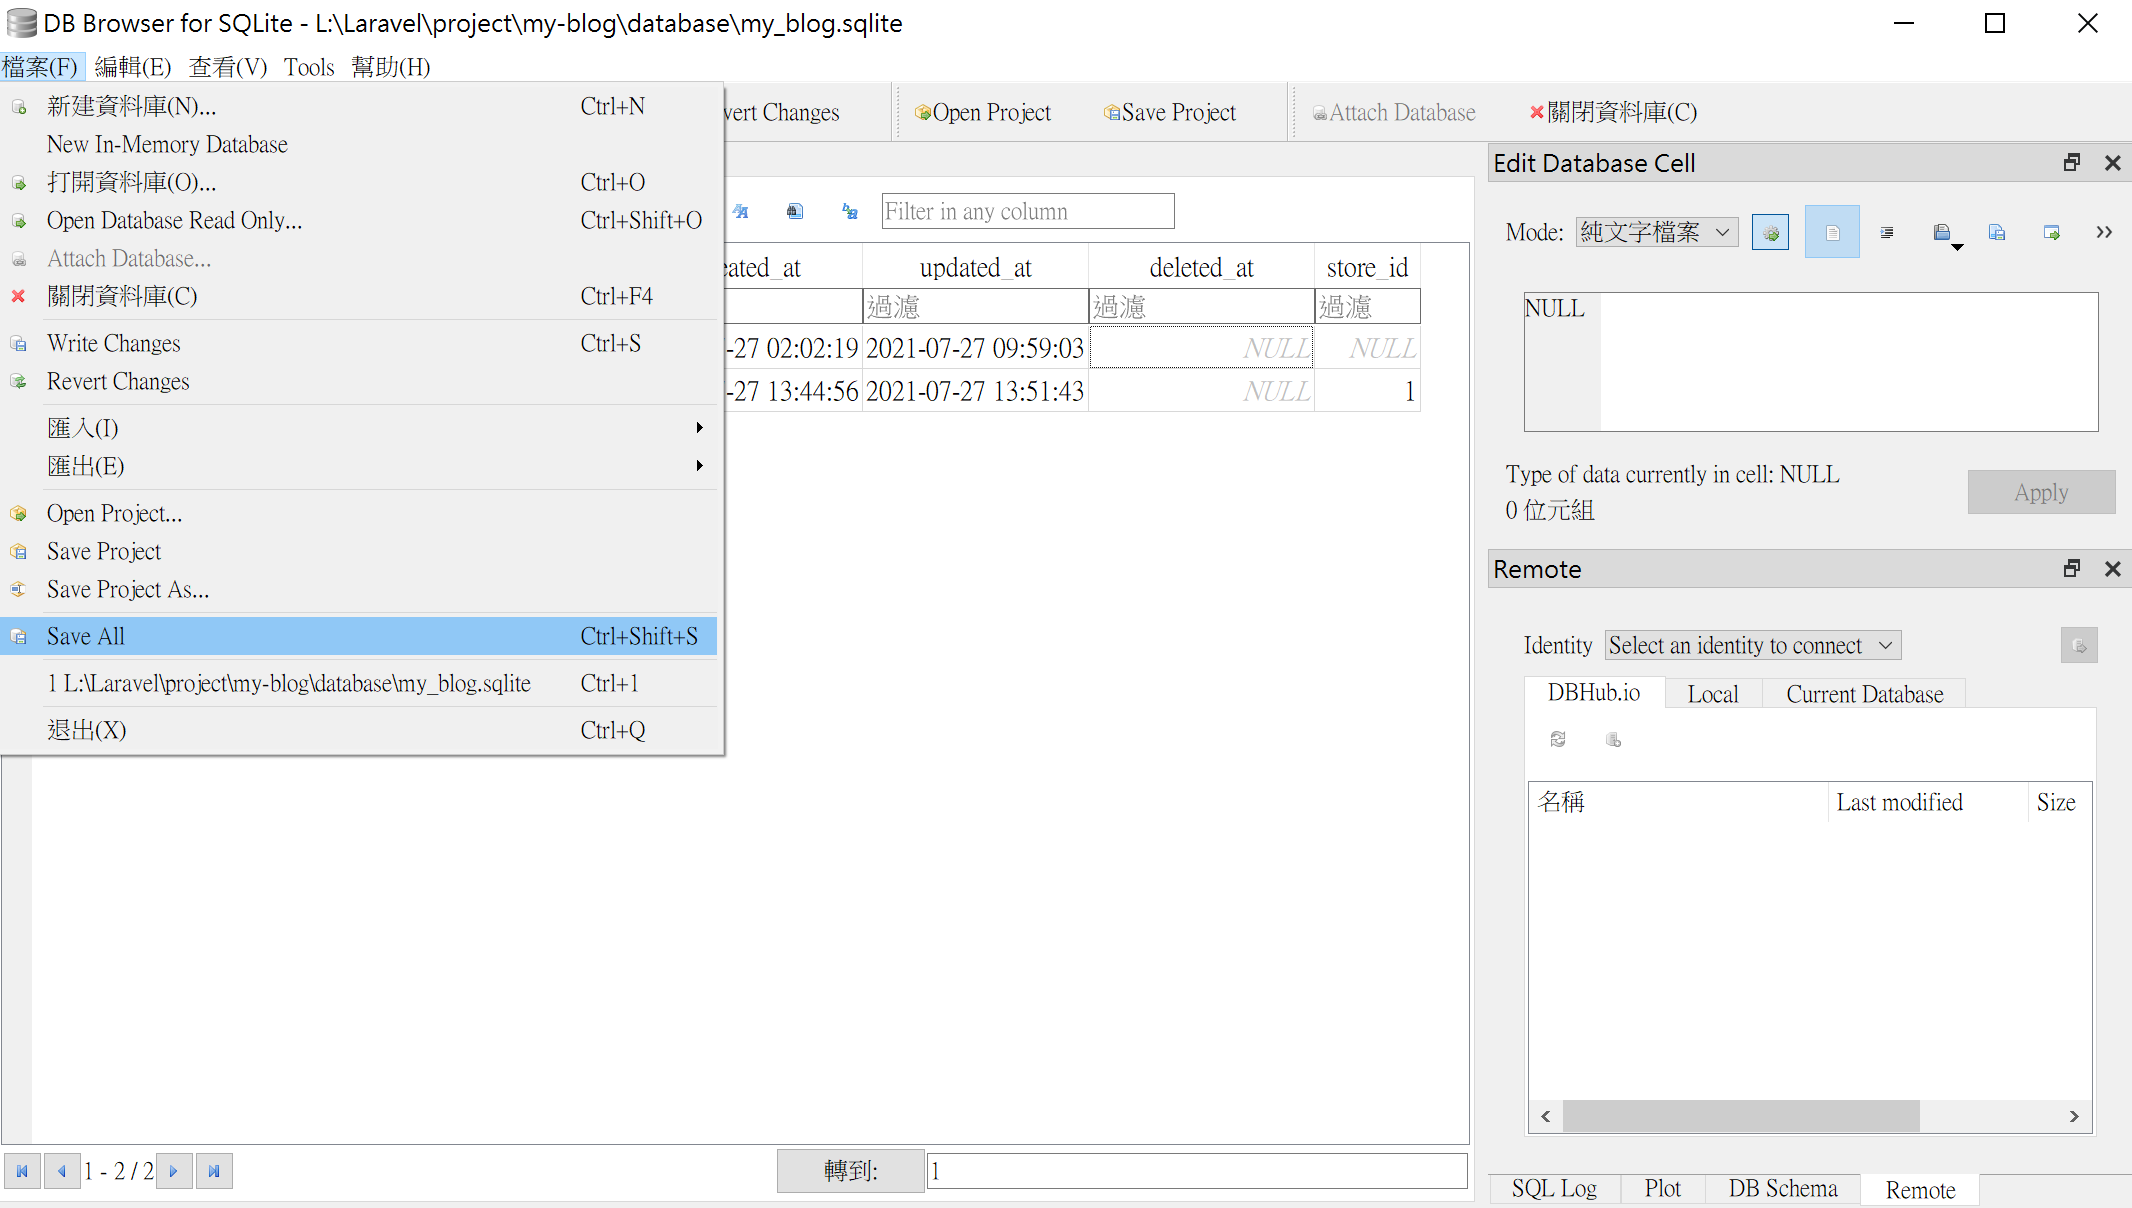 DB Browser for SQLite - L:\Laravel\project\my-blog\database\my_blog.sqlite
檔案(F) 編輯(E) 查看(V) Tools 幫助(H)
新建資料庫(N)... Ctrl+N
New In-Memory Database
打開資料庫(O)... Ctrl+O
Open Database Read Only... Ctrl+Shift+O
Attach Database...
關閉資料庫(C) Ctrl+F4
Write Changes Ctrl+S
Revert Changes
匯入(I)
匯出(E)
Open Project...
Save Project
Save Project As...
Save All Ctrl+Shift+S
1 L:\Laravel\project\my-blog\database\my_blog.sqlite Ctrl+1
退出(X) Ctrl+Q
vert Changes Open Project Save Project Attach Database 關閉資料庫(C)
Filter in any column
eated_at updated_at deleted_at store_id
過濾 過濾 過濾
-27 02:02:19 2021-07-27 09:59:03 NULL NULL
-27 13:44:56 2021-07-27 13:51:43 NULL 1
1 - 2 / 2 轉到: 1
Edit Database Cell
Mode: 純文字檔案
NULL
Type of data currently in cell: NULL
0 位元組
Apply
Remote
Identity Select an identity to connect
DBHub.io Local Current Database
名稱 Last modified Size
SQL Log Plot DB Schema Remote